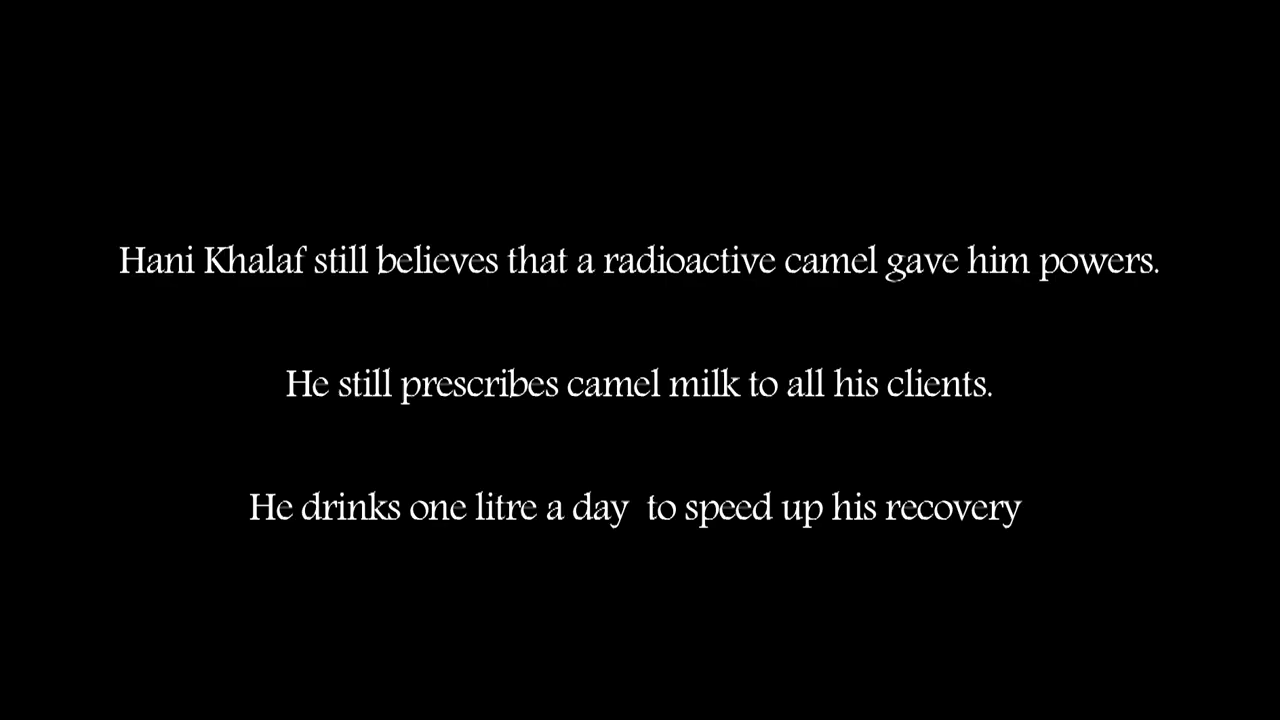 Hani Khalaf still believes that a radioactive camel gave him powers.
He still prescribes camel milk to all his clients.
He drinks one litre a day  to speed up his recovery